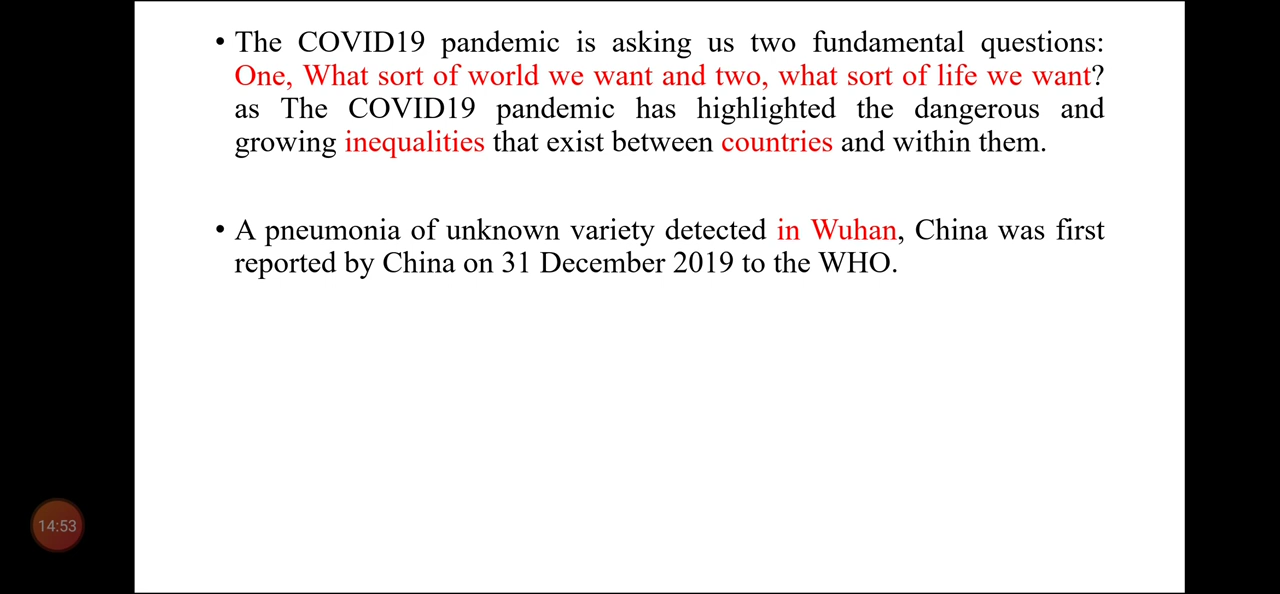 • The COVID19 pandemic is asking us two fundamental questions:
One, What sort of world we want and two, what sort of life we want?
as The COVID19 pandemic has highlighted the dangerous and
growing inequalities that exist between countries and within them.
• A pneumonia of unknown variety detected in Wuhan, China was first
reported by China on 31 December 2019 to the WHO.
14:53